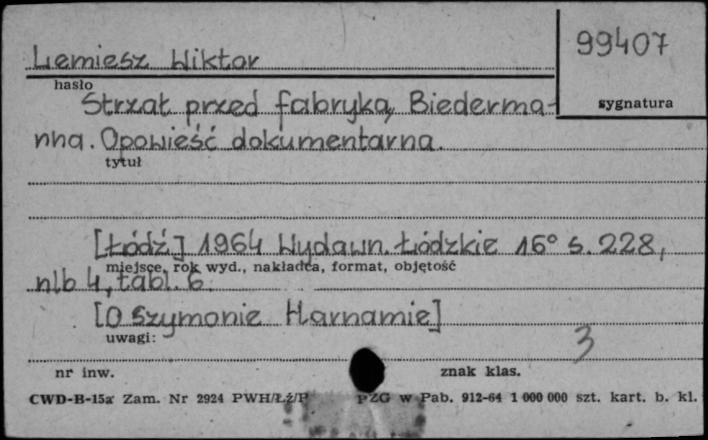 Lemiesz Wiktor
99407
hasło
sygnatura
Strzał przed fabryką Biederma-
nna. Opowieść dokumentarna.
tytuł
[Łódź] 1964 Wydawn. Łódzkie 16° s. 228,
miejsce, rok wyd., nakładca, format, objętość
nlb 4, tabl. 6.
[O Szymonie Harnamie]
uwagi:
3
nr inw.
znak klas.
CWD-B-15a Zam. Nr 2924 PWH/Łź/P PZG w Pab. 912-64 1 000 000 szt. kart. b. kl.